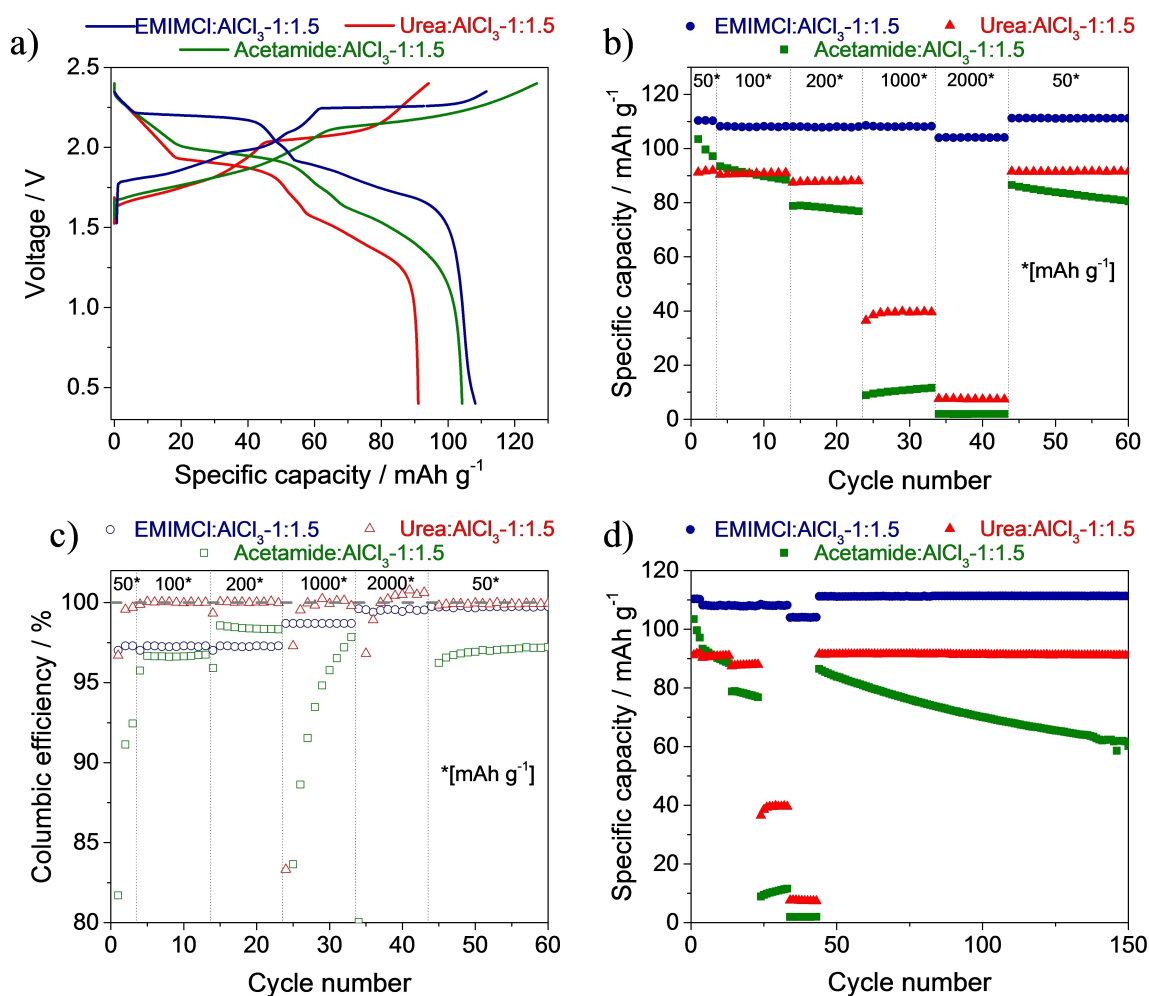 a)
EMIMCl:AlCl₃-1:1.5 Urea:AlCl₃-1:1.5
Acetamide:AlCl₃-1:1.5
2.5
2.0
1.5
1.0
0.5
Voltage / V
0 20 40 60 80 100 120
Specific capacity / mAh g⁻¹
b)
EMIMCl:AlCl₃-1:1.5 Urea:AlCl₃-1:1.5
Acetamide:AlCl₃-1:1.5
50* 100* 200* 1000* 2000* 50*
120
100
80
60
40
20
0
Specific capacity / mAh g⁻¹
*[mAh g⁻¹]
0 10 20 30 40 50 60
Cycle number
c)
EMIMCl:AlCl₃-1:1.5 Urea:AlCl₃-1:1.5
Acetamide:AlCl₃-1:1.5
50* 100* 200* 1000* 2000* 50*
100
95
90
85
80
Columbic efficiency / %
*[mAh g⁻¹]
0 10 20 30 40 50 60
Cycle number
d)
EMIMCl:AlCl₃-1:1.5 Urea:AlCl₃-1:1.5
Acetamide:AlCl₃-1:1.5
120
100
80
60
40
20
0
Specific capacity / mAh g⁻¹
0 50 100 150
Cycle number